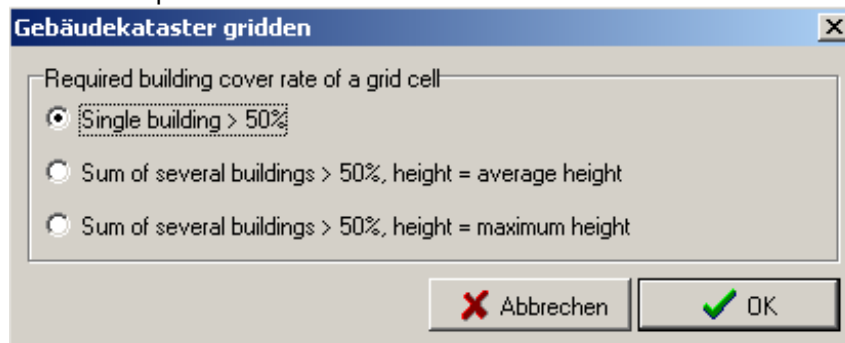 Gebäudekataster gridden
Required building cover rate of a grid cell
Single building > 50%
Sum of several buildings > 50%, height = average height
Sum of several buildings > 50%, height = maximum height
Abbrechen
OK